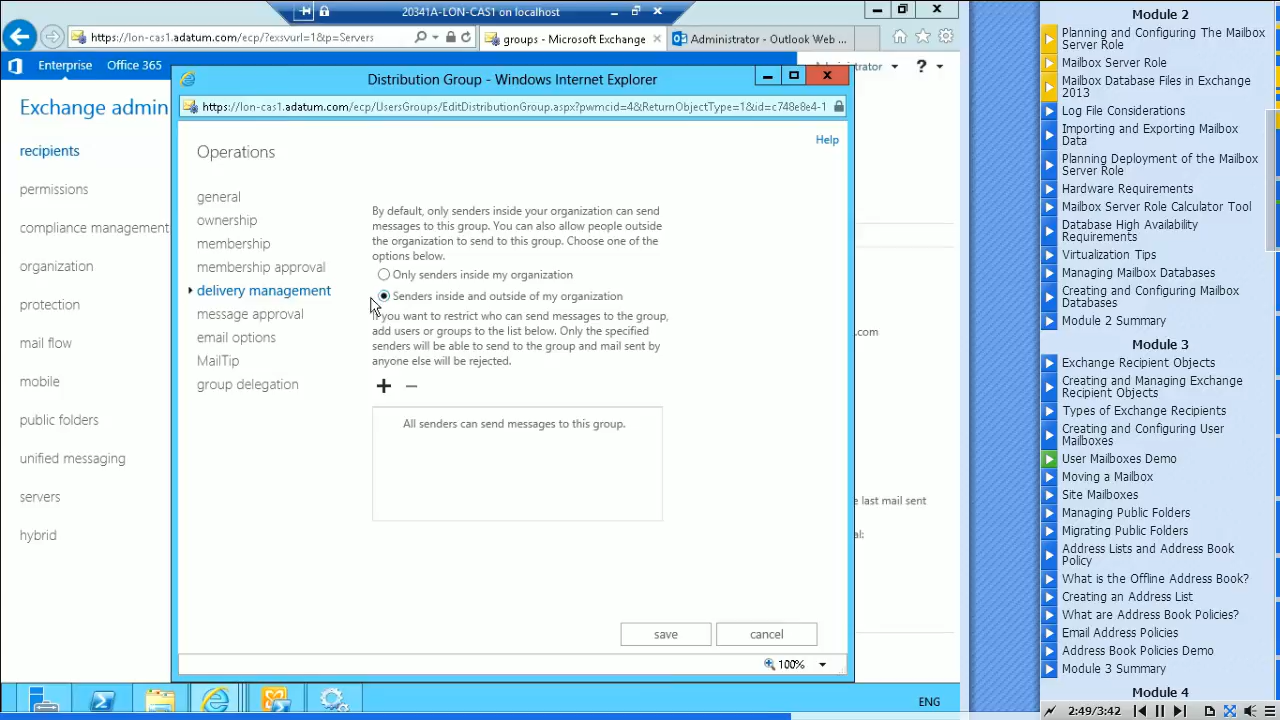 20341A-LON-CAS1 on localhost
https://lon-cas1.adatum.com/ecp/?exsvurl=1&p=Servers
groups - Microsoft Exchange
Administrator - Outlook Web ...
Enterprise
Office 365
?
Exchange admin
recipients
permissions
compliance management
organization
protection
mail flow
mobile
public folders
unified messaging
servers
hybrid
Distribution Group - Windows Internet Explorer
https://lon-cas1.adatum.com/ecp/UsersGroups/EditDistributionGroup.aspx?pwmcid=4&ReturnObjectType=1&id=c748e8e4-1
Help
Operations
general
ownership
membership
membership approval
delivery management
message approval
email options
MailTip
group delegation
By default, only senders inside your organization can send
messages to this group. You can also allow people outside
the organization to send to this group. Choose one of the
options below.
Only senders inside my organization
Senders inside and outside of my organization
If you want to restrict who can send messages to the group,
add users or groups to the list below. Only the specified
senders will be able to send to the group and mail sent by
anyone else will be rejected.
All senders can send messages to this group.
save
cancel
100%
.com
e last mail sent
al:
ENG
Module 2
Planning and Configuring The Mailbox
Server Role
Mailbox Server Role
Mailbox Database Files in Exchange
2013
Log File Considerations
Importing and Exporting Mailbox
Data
Planning Deployment of the Mailbox
Server Role
Hardware Requirements
Mailbox Server Role Calculator Tool
Database High Availability
Requirements
Virtualization Tips
Managing Mailbox Databases
Creating and Configuring Mailbox
Databases
Module 2 Summary
Module 3
Exchange Recipient Objects
Creating and Managing Exchange
Recipient Objects
Types of Exchange Recipients
Creating and Configuring User
Mailboxes
User Mailboxes Demo
Moving a Mailbox
Site Mailboxes
Managing Public Folders
Migrating Public Folders
Address Lists and Address Book
Policy
What is the Offline Address Book?
Creating an Address List
What are Address Book Policies?
Email Address Policies
Address Book Policies Demo
Module 3 Summary
Module 4
2:49/3:42